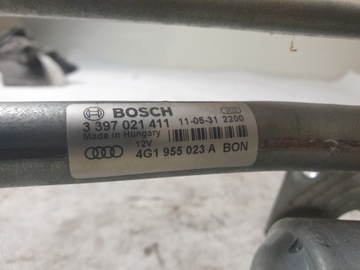 BOSCH
3 397 021 411 11-05-31 2200
Made in Hungary
12V
4G1 955 023 A BON